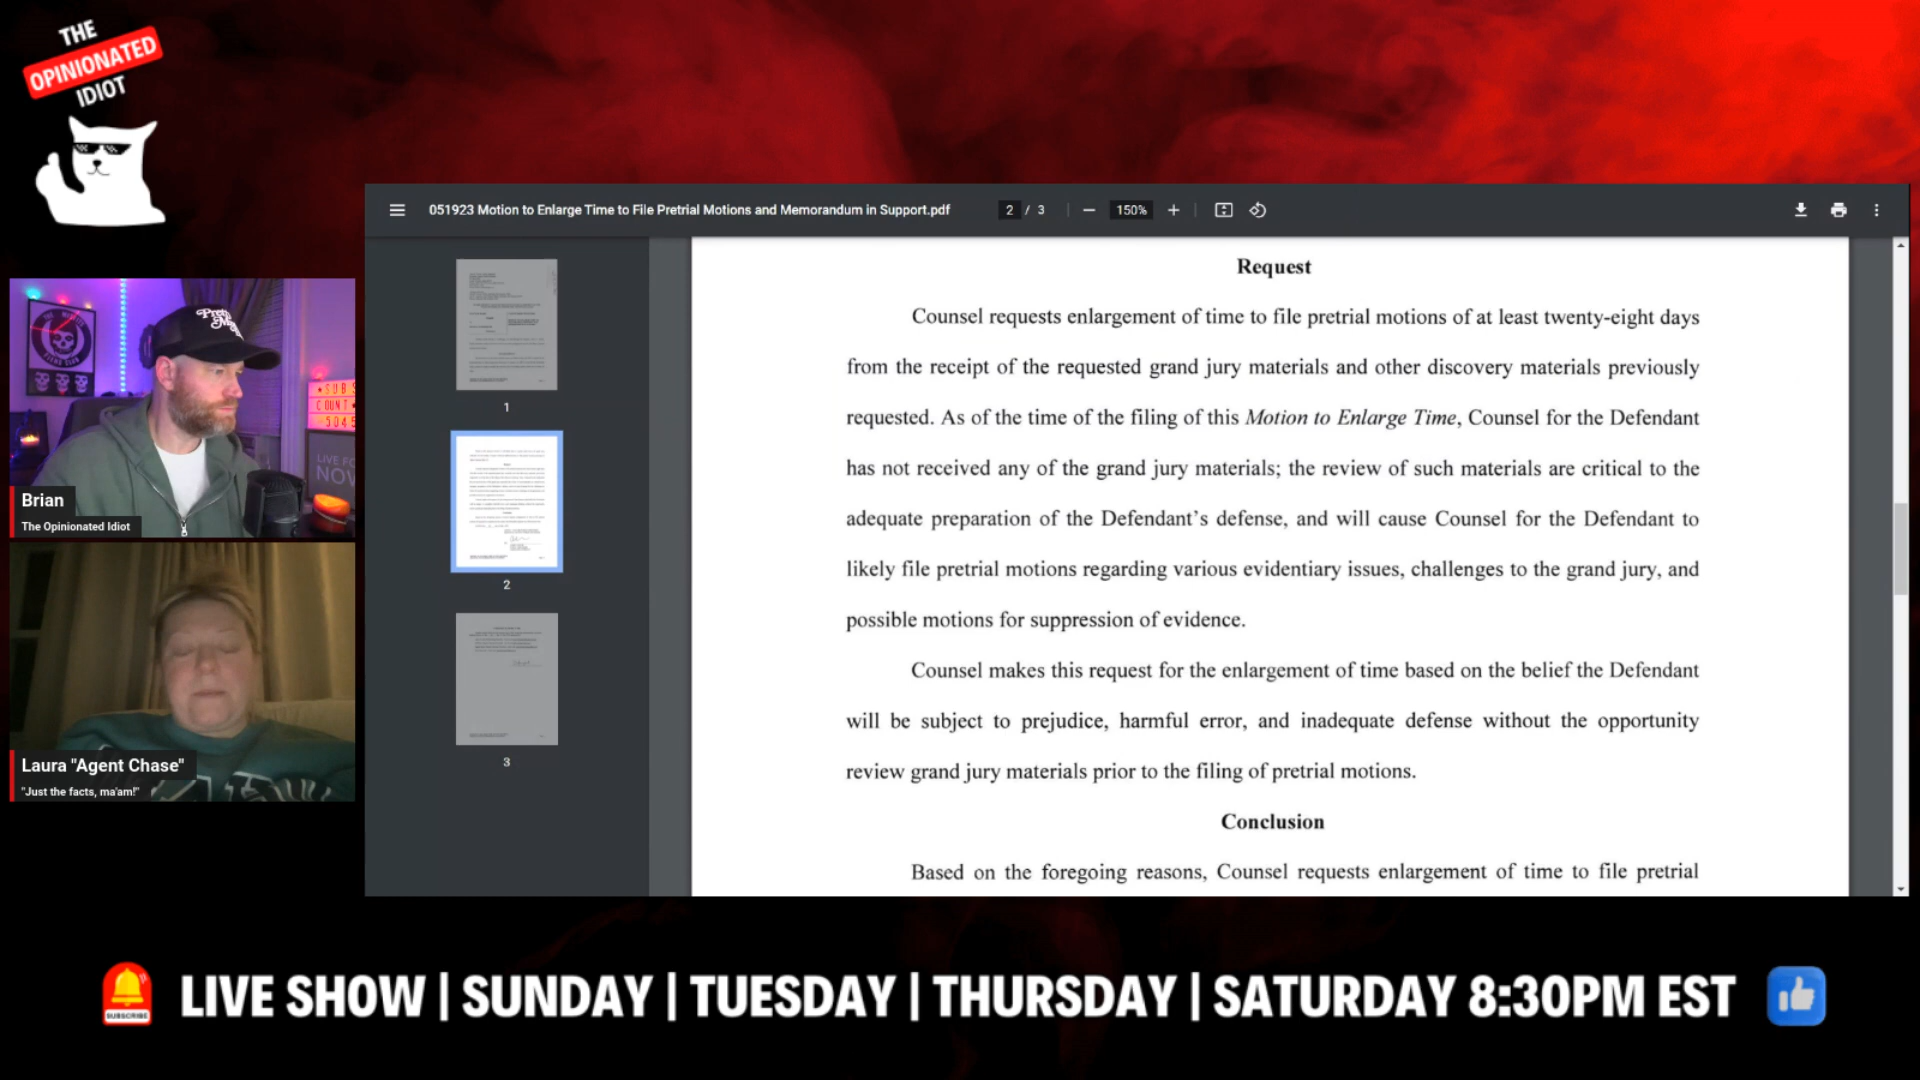 THE
OPINIONATED
IDIOT
051923 Motion to Enlarge Time to File Pretrial Motions and Memorandum in Support.pdf
2 / 3
150%
1
2
3
Request
Counsel requests enlargement of time to file pretrial motions of at least twenty-eight days
from the receipt of the requested grand jury materials and other discovery materials previously
requested. As of the time of the filing of this Motion to Enlarge Time, Counsel for the Defendant
has not received any of the grand jury materials; the review of such materials are critical to the
adequate preparation of the Defendant's defense, and will cause Counsel for the Defendant to
likely file pretrial motions regarding various evidentiary issues, challenges to the grand jury, and
possible motions for suppression of evidence.
Counsel makes this request for the enlargement of time based on the belief the Defendant
will be subject to prejudice, harmful error, and inadequate defense without the opportunity
review grand jury materials prior to the filing of pretrial motions.
Conclusion
Based on the foregoing reasons, Counsel requests enlargement of time to file pretrial
SUBS
COUNT
5045
LIVE FO
NOW
Brian
The Opinionated Idiot
Laura "Agent Chase"
"Just the facts, ma'am!"
SUBSCRIBE
LIVE SHOW | SUNDAY | TUESDAY | THURSDAY | SATURDAY 8:30PM EST